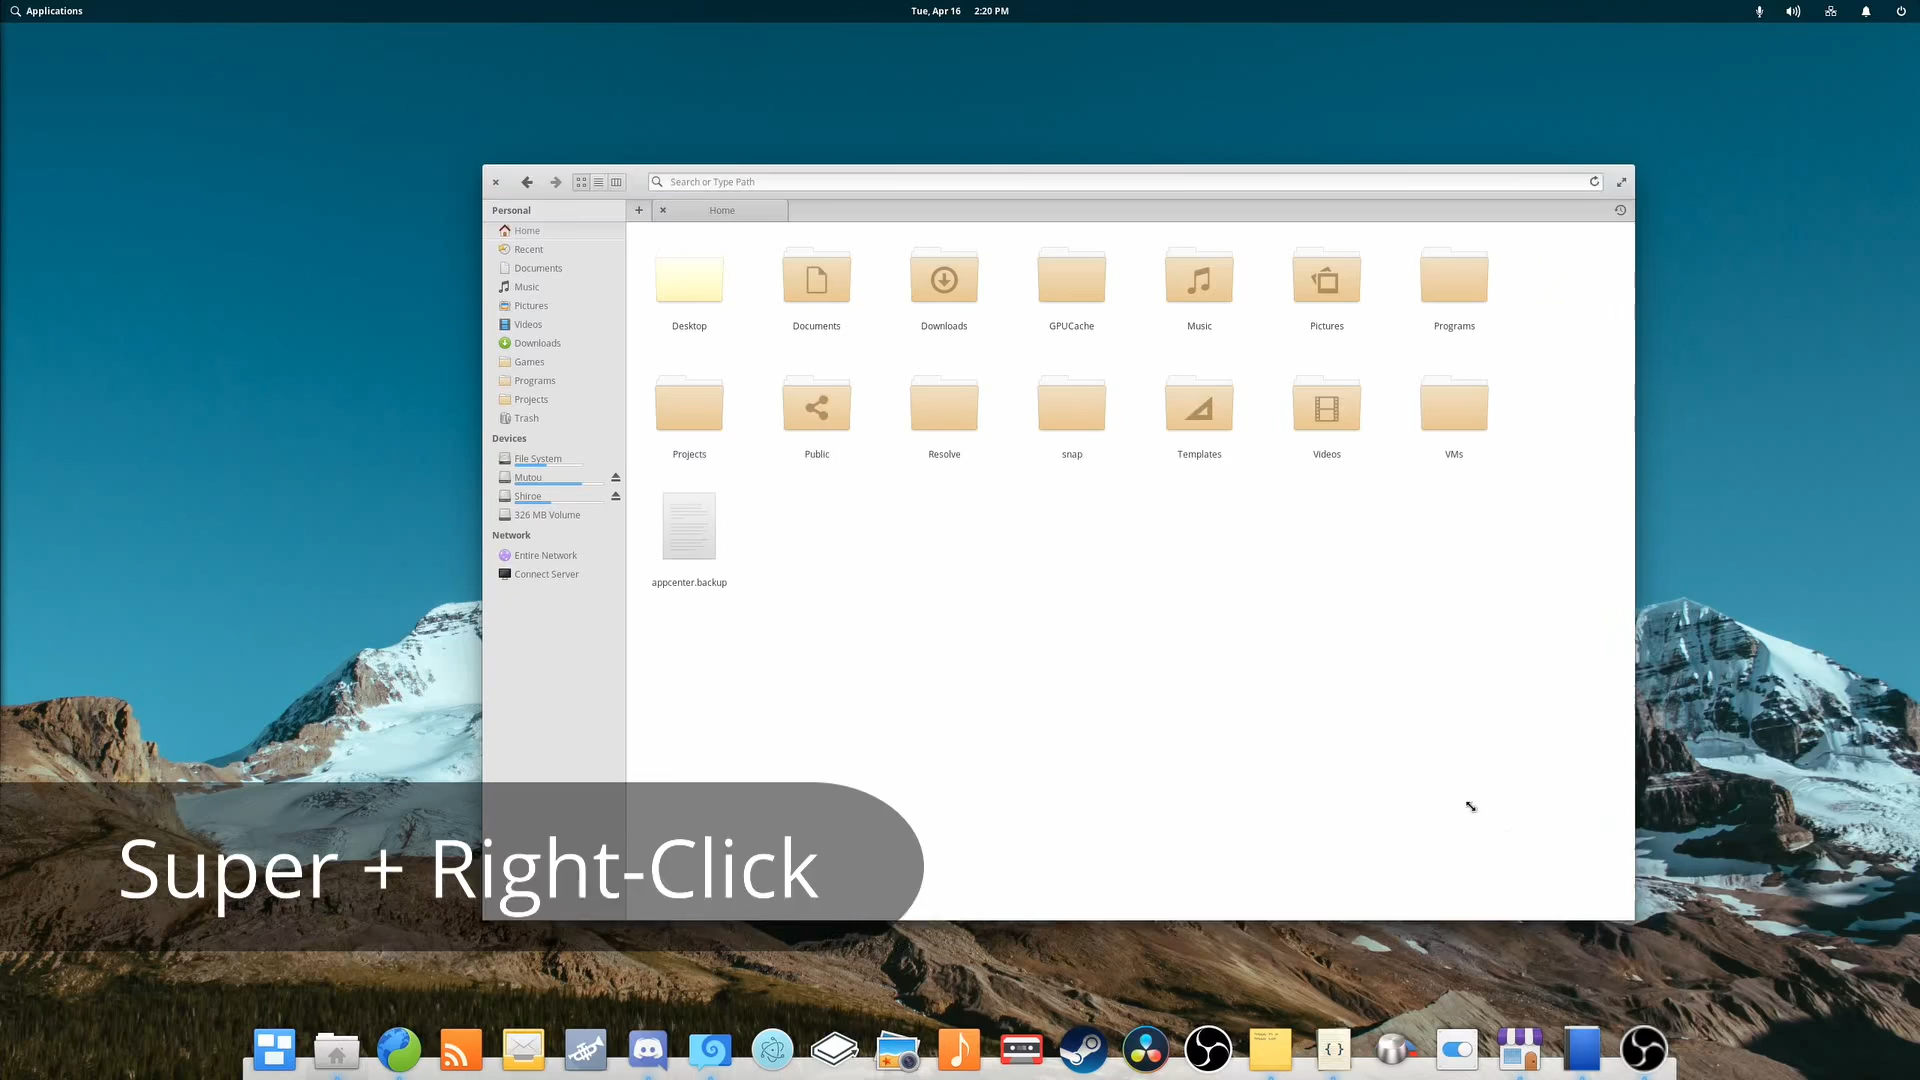 Applications
Tue, Apr 16 2:20 PM
Search or Type Path
Personal
Home
Home
Recent
Documents
Music
Pictures
Videos
Downloads
Games
Programs
Projects
Trash
Devices
File System
Mutou
Shiroe
326 MB Volume
Network
Entire Network
Connect Server
Desktop
Documents
Downloads
GPUCache
Music
Pictures
Programs
Projects
Public
Resolve
snap
Templates
Videos
VMs
appcenter.backup
Super + Right-Click